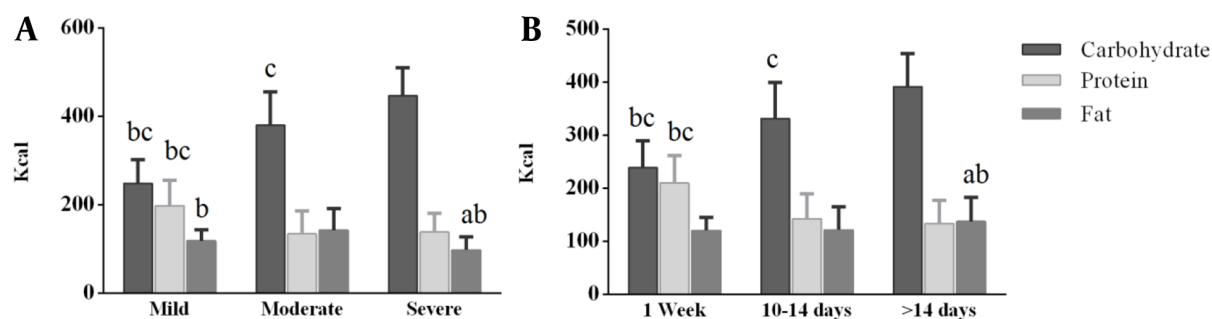 A
600
400
200
0
Kcal
bc
bc
b
c
ab
Mild
Moderate
Severe
B
500
400
300
200
100
0
Kcal
bc
bc
c
ab
1 Week
10-14 days
>14 days
Carbohydrate
Protein
Fat